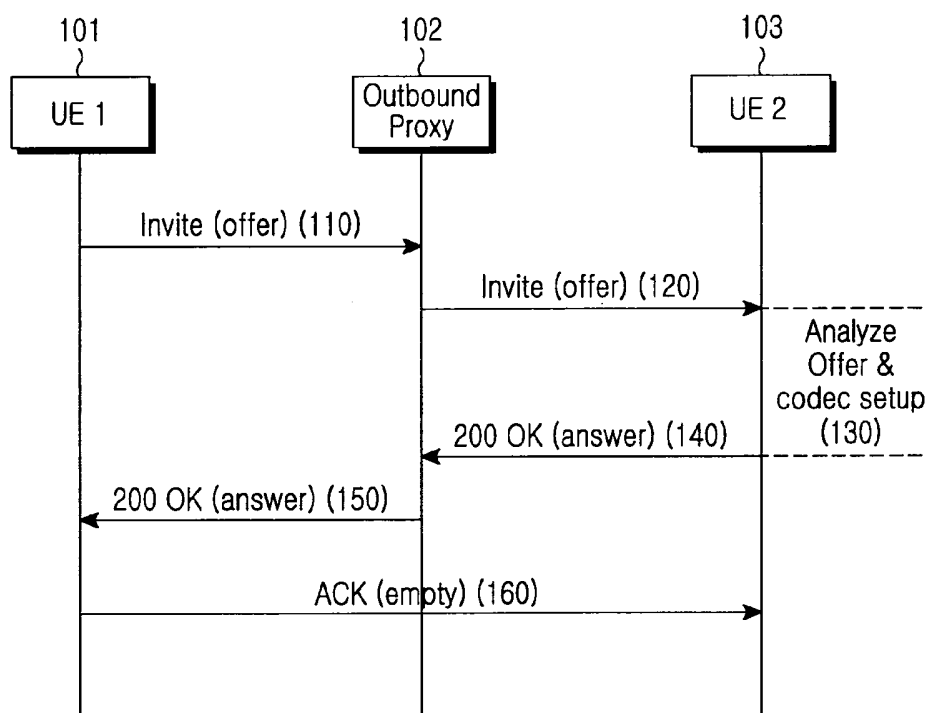 101
102
103
UE 1
Outbound
Proxy
UE 2
Invite (offer) (110)
Invite (offer) (120)
Analyze
Offer &
codec setup
(130)
200 OK (answer) (140)
200 OK (answer) (150)
ACK (empty) (160)